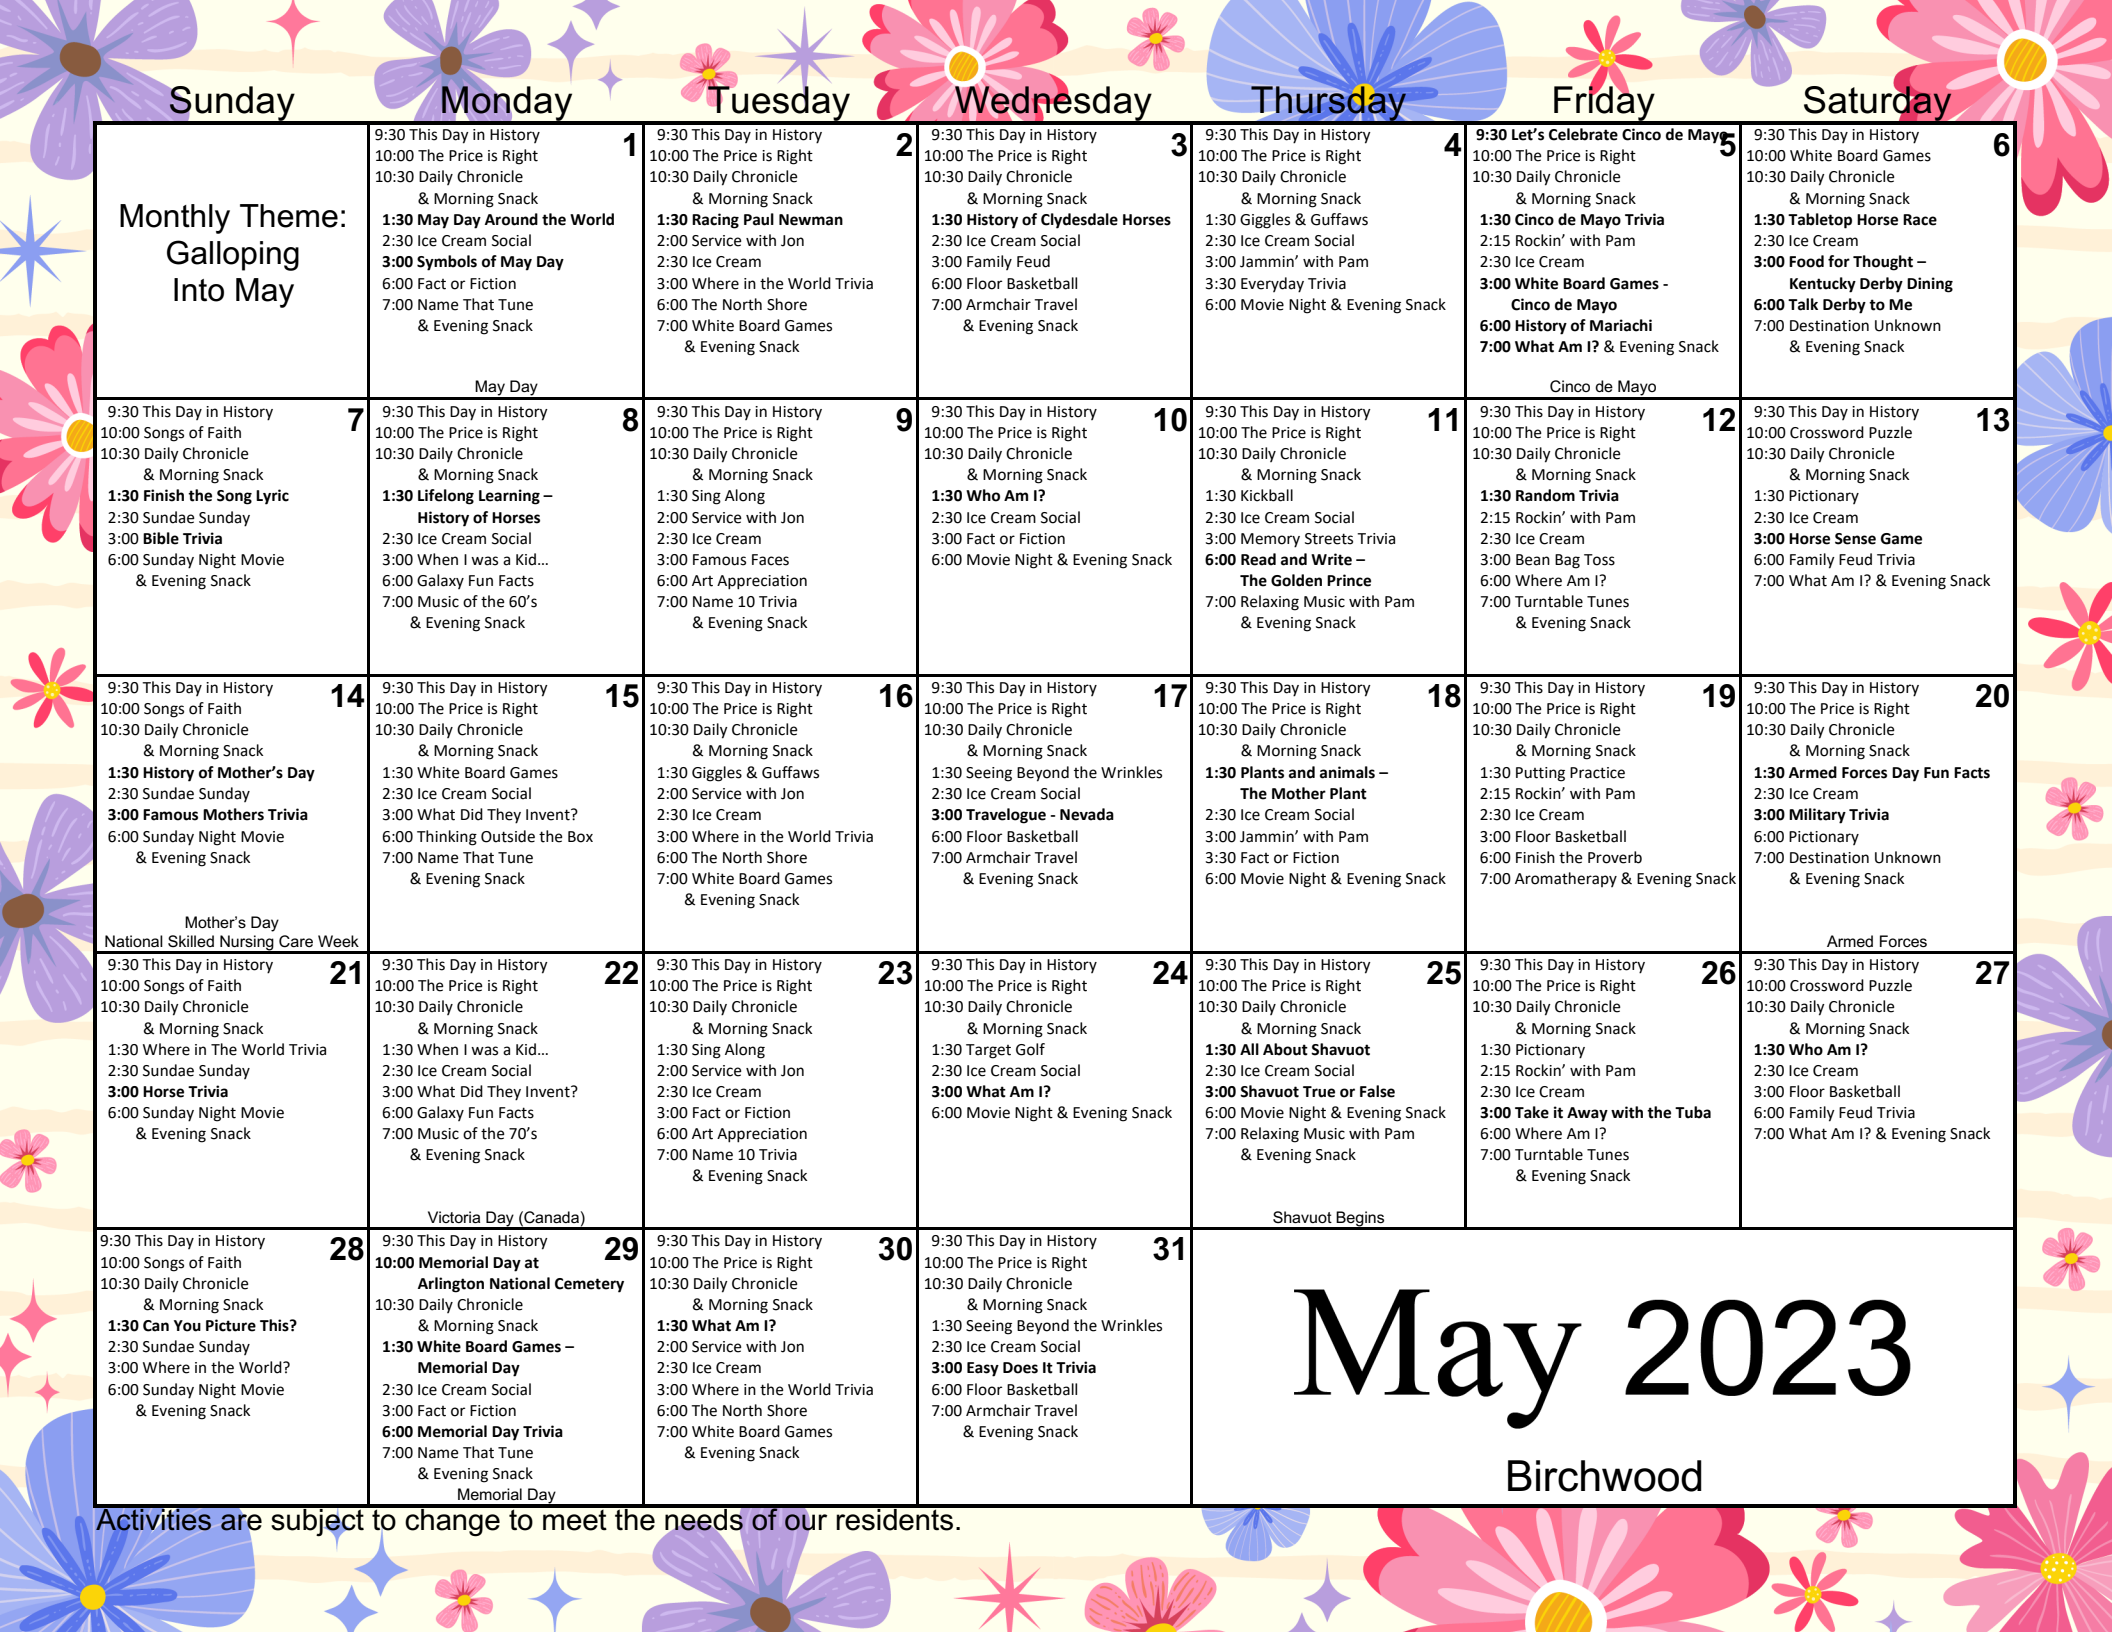 Sunday Monday Tuesday Wednesday Thursday Friday Saturday
Monthly Theme:
Galloping
Into May
1
9:30 This Day in History
10:00 The Price is Right
10:30 Daily Chronicle
& Morning Snack
1:30 May Day Around the World
2:30 Ice Cream Social
3:00 Symbols of May Day
6:00 Fact or Fiction
7:00 Name That Tune
& Evening Snack
May Day
2
9:30 This Day in History
10:00 The Price is Right
10:30 Daily Chronicle
& Morning Snack
1:30 Racing Paul Newman
2:00 Service with Jon
2:30 Ice Cream
3:00 Where in the World Trivia
6:00 The North Shore
7:00 White Board Games
& Evening Snack
3
9:30 This Day in History
10:00 The Price is Right
10:30 Daily Chronicle
& Morning Snack
1:30 History of Clydesdale Horses
2:30 Ice Cream Social
3:00 Family Feud
6:00 Floor Basketball
7:00 Armchair Travel
& Evening Snack
4
9:30 This Day in History
10:00 The Price is Right
10:30 Daily Chronicle
& Morning Snack
1:30 Giggles & Guffaws
2:30 Ice Cream Social
3:00 Jammin’ with Pam
3:30 Everyday Trivia
6:00 Movie Night & Evening Snack
5
9:30 Let’s Celebrate Cinco de Mayo
10:00 The Price is Right
10:30 Daily Chronicle
& Morning Snack
1:30 Cinco de Mayo Trivia
2:15 Rockin’ with Pam
2:30 Ice Cream
3:00 White Board Games -
Cinco de Mayo
6:00 History of Mariachi
7:00 What Am I? & Evening Snack
Cinco de Mayo
6
9:30 This Day in History
10:00 White Board Games
10:30 Daily Chronicle
& Morning Snack
1:30 Tabletop Horse Race
2:30 Ice Cream
3:00 Food for Thought –
Kentucky Derby Dining
6:00 Talk Derby to Me
7:00 Destination Unknown
& Evening Snack
7
9:30 This Day in History
10:00 Songs of Faith
10:30 Daily Chronicle
& Morning Snack
1:30 Finish the Song Lyric
2:30 Sundae Sunday
3:00 Bible Trivia
6:00 Sunday Night Movie
& Evening Snack
8
9:30 This Day in History
10:00 The Price is Right
10:30 Daily Chronicle
& Morning Snack
1:30 Lifelong Learning –
History of Horses
2:30 Ice Cream Social
3:00 When I was a Kid…
6:00 Galaxy Fun Facts
7:00 Music of the 60’s
& Evening Snack
9
9:30 This Day in History
10:00 The Price is Right
10:30 Daily Chronicle
& Morning Snack
1:30 Sing Along
2:00 Service with Jon
2:30 Ice Cream
3:00 Famous Faces
6:00 Art Appreciation
7:00 Name 10 Trivia
& Evening Snack
10
9:30 This Day in History
10:00 The Price is Right
10:30 Daily Chronicle
& Morning Snack
1:30 Who Am I?
2:30 Ice Cream Social
3:00 Fact or Fiction
6:00 Movie Night & Evening Snack
11
9:30 This Day in History
10:00 The Price is Right
10:30 Daily Chronicle
& Morning Snack
1:30 Kickball
2:30 Ice Cream Social
3:00 Memory Streets Trivia
6:00 Read and Write –
The Golden Prince
7:00 Relaxing Music with Pam
& Evening Snack
12
9:30 This Day in History
10:00 The Price is Right
10:30 Daily Chronicle
& Morning Snack
1:30 Random Trivia
2:15 Rockin’ with Pam
2:30 Ice Cream
3:00 Bean Bag Toss
6:00 Where Am I?
7:00 Turntable Tunes
& Evening Snack
13
9:30 This Day in History
10:00 Crossword Puzzle
10:30 Daily Chronicle
& Morning Snack
1:30 Pictionary
2:30 Ice Cream
3:00 Horse Sense Game
6:00 Family Feud Trivia
7:00 What Am I? & Evening Snack
14
9:30 This Day in History
10:00 Songs of Faith
10:30 Daily Chronicle
& Morning Snack
1:30 History of Mother’s Day
2:30 Sundae Sunday
3:00 Famous Mothers Trivia
6:00 Sunday Night Movie
& Evening Snack
Mother’s Day
National Skilled Nursing Care Week
15
9:30 This Day in History
10:00 The Price is Right
10:30 Daily Chronicle
& Morning Snack
1:30 White Board Games
2:30 Ice Cream Social
3:00 What Did They Invent?
6:00 Thinking Outside the Box
7:00 Name That Tune
& Evening Snack
16
9:30 This Day in History
10:00 The Price is Right
10:30 Daily Chronicle
& Morning Snack
1:30 Giggles & Guffaws
2:00 Service with Jon
2:30 Ice Cream
3:00 Where in the World Trivia
6:00 The North Shore
7:00 White Board Games
& Evening Snack
17
9:30 This Day in History
10:00 The Price is Right
10:30 Daily Chronicle
& Morning Snack
1:30 Seeing Beyond the Wrinkles
2:30 Ice Cream Social
3:00 Travelogue - Nevada
6:00 Floor Basketball
7:00 Armchair Travel
& Evening Snack
18
9:30 This Day in History
10:00 The Price is Right
10:30 Daily Chronicle
& Morning Snack
1:30 Plants and animals –
The Mother Plant
2:30 Ice Cream Social
3:00 Jammin’ with Pam
3:30 Fact or Fiction
6:00 Movie Night & Evening Snack
19
9:30 This Day in History
10:00 The Price is Right
10:30 Daily Chronicle
& Morning Snack
1:30 Putting Practice
2:15 Rockin’ with Pam
2:30 Ice Cream
3:00 Floor Basketball
6:00 Finish the Proverb
7:00 Aromatherapy & Evening Snack
20
9:30 This Day in History
10:00 The Price is Right
10:30 Daily Chronicle
& Morning Snack
1:30 Armed Forces Day Fun Facts
2:30 Ice Cream
3:00 Military Trivia
6:00 Pictionary
7:00 Destination Unknown
& Evening Snack
Armed Forces
21
9:30 This Day in History
10:00 Songs of Faith
10:30 Daily Chronicle
& Morning Snack
1:30 Where in The World Trivia
2:30 Sundae Sunday
3:00 Horse Trivia
6:00 Sunday Night Movie
& Evening Snack
22
9:30 This Day in History
10:00 The Price is Right
10:30 Daily Chronicle
& Morning Snack
1:30 When I was a Kid…
2:30 Ice Cream Social
3:00 What Did They Invent?
6:00 Galaxy Fun Facts
7:00 Music of the 70’s
& Evening Snack
Victoria Day (Canada)
23
9:30 This Day in History
10:00 The Price is Right
10:30 Daily Chronicle
& Morning Snack
1:30 Sing Along
2:00 Service with Jon
2:30 Ice Cream
3:00 Fact or Fiction
6:00 Art Appreciation
7:00 Name 10 Trivia
& Evening Snack
24
9:30 This Day in History
10:00 The Price is Right
10:30 Daily Chronicle
& Morning Snack
1:30 Target Golf
2:30 Ice Cream Social
3:00 What Am I?
6:00 Movie Night & Evening Snack
25
9:30 This Day in History
10:00 The Price is Right
10:30 Daily Chronicle
& Morning Snack
1:30 All About Shavuot
2:30 Ice Cream Social
3:00 Shavuot True or False
6:00 Movie Night & Evening Snack
7:00 Relaxing Music with Pam
& Evening Snack
Shavuot Begins
26
9:30 This Day in History
10:00 The Price is Right
10:30 Daily Chronicle
& Morning Snack
1:30 Pictionary
2:15 Rockin’ with Pam
2:30 Ice Cream
3:00 Take it Away with the Tuba
6:00 Where Am I?
7:00 Turntable Tunes
& Evening Snack
27
9:30 This Day in History
10:00 Crossword Puzzle
10:30 Daily Chronicle
& Morning Snack
1:30 Who Am I?
2:30 Ice Cream
3:00 Floor Basketball
6:00 Family Feud Trivia
7:00 What Am I? & Evening Snack
28
9:30 This Day in History
10:00 Songs of Faith
10:30 Daily Chronicle
& Morning Snack
1:30 Can You Picture This?
2:30 Sundae Sunday
3:00 Where in the World?
6:00 Sunday Night Movie
& Evening Snack
29
9:30 This Day in History
10:00 Memorial Day at
Arlington National Cemetery
10:30 Daily Chronicle
& Morning Snack
1:30 White Board Games –
Memorial Day
2:30 Ice Cream Social
3:00 Fact or Fiction
6:00 Memorial Day Trivia
7:00 Name That Tune
& Evening Snack
Memorial Day
30
9:30 This Day in History
10:00 The Price is Right
10:30 Daily Chronicle
& Morning Snack
1:30 What Am I?
2:00 Service with Jon
2:30 Ice Cream
3:00 Where in the World Trivia
6:00 The North Shore
7:00 White Board Games
& Evening Snack
31
9:30 This Day in History
10:00 The Price is Right
10:30 Daily Chronicle
& Morning Snack
1:30 Seeing Beyond the Wrinkles
2:30 Ice Cream Social
3:00 Easy Does It Trivia
6:00 Floor Basketball
7:00 Armchair Travel
& Evening Snack
May 2023
Birchwood
Activities are subject to change to meet the needs of our residents.